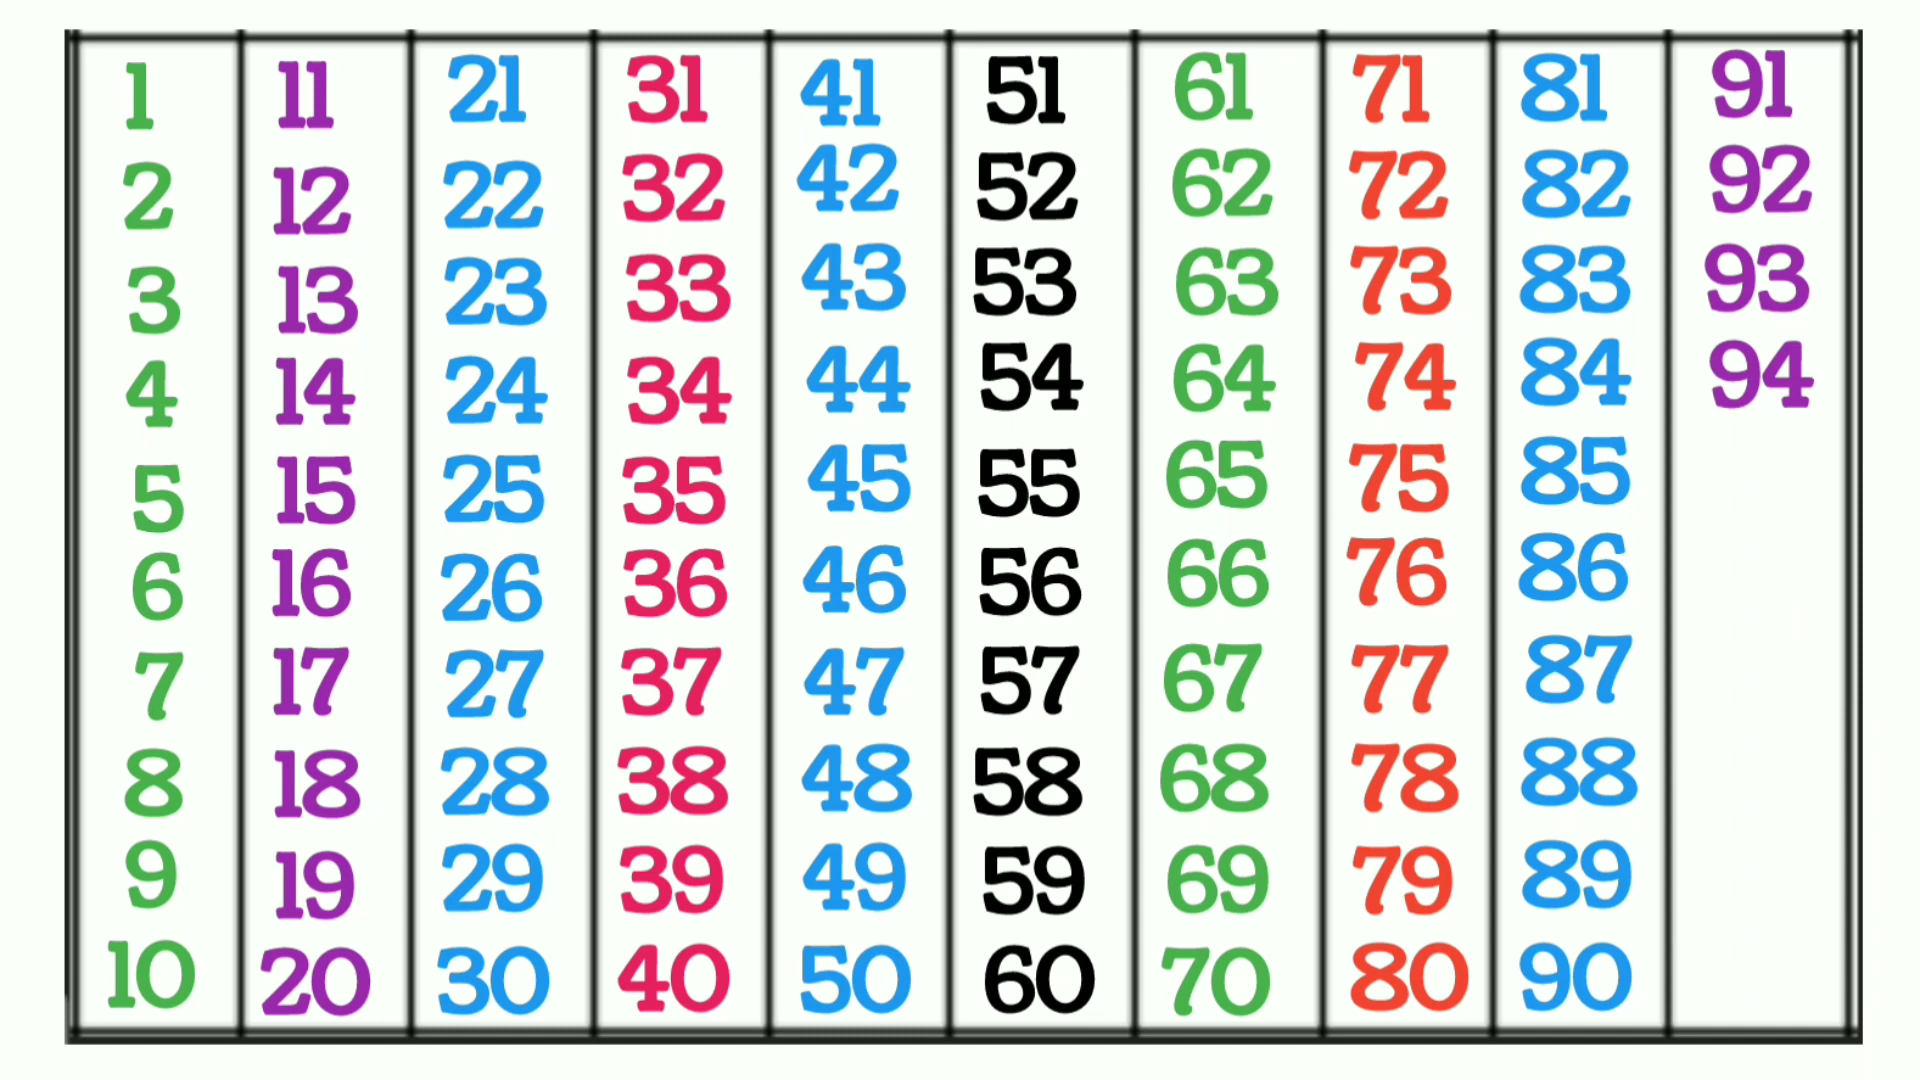 1 11 21 31 41 51 61 71 81 91
2 12 22 32 42 52 62 72 82 92
3 13 23 33 43 53 63 73 83 93
4 14 24 34 44 54 64 74 84 94
5 15 25 35 45 55 65 75 85
6 16 26 36 46 56 66 76 86
7 17 27 37 47 57 67 77 87
8 18 28 38 48 58 68 78 88
9 19 29 39 49 59 69 79 89
10 20 30 40 50 60 70 80 90